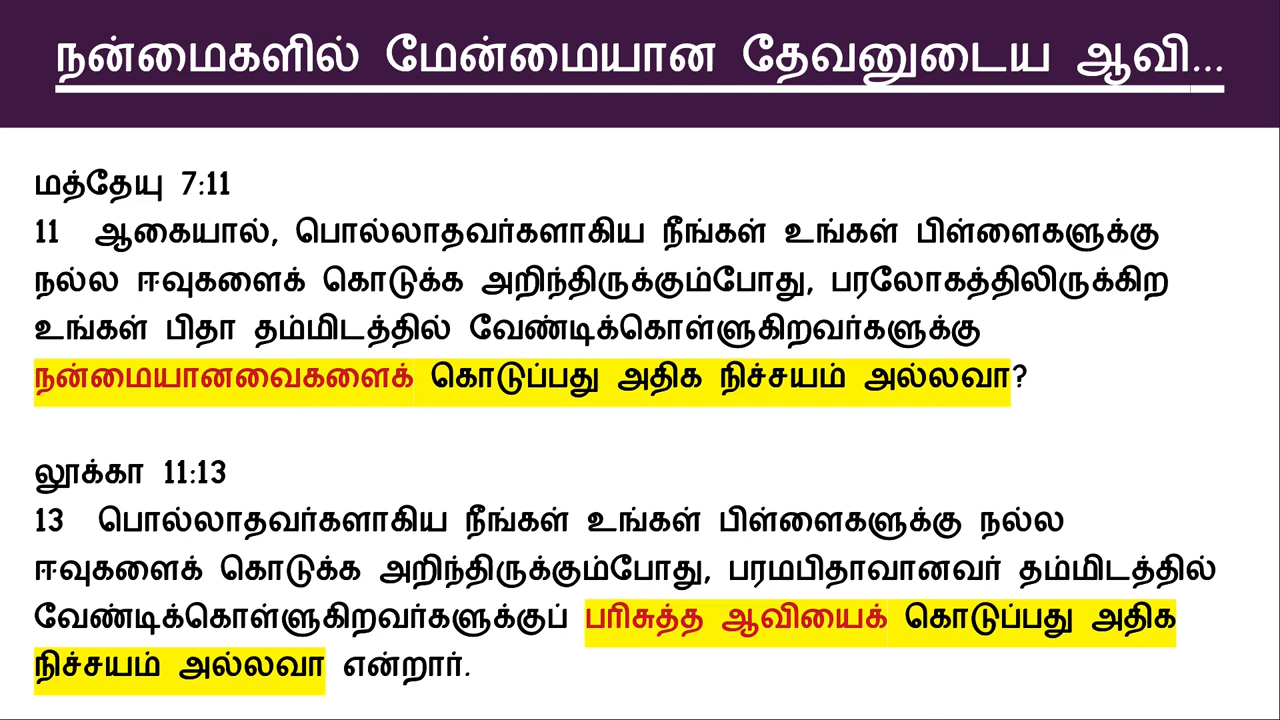 நன்மைகளில் மேன்மையான தேவனுடைய ஆவி...
மத்தேயு 7:11
11 ஆகையால், பொல்லாதவர்களாகிய நீங்கள் உங்கள் பிள்ளைகளுக்கு
நல்ல ஈவுகளைக் கொடுக்க அறிந்திருக்கும்போது, பரலோகத்திலிருக்கிற
உங்கள் பிதா தம்மிடத்தில் வேண்டிக்கொள்ளுகிறவர்களுக்கு
நன்மையானவைகளைக் கொடுப்பது அதிக நிச்சயம் அல்லவா?
லூக்கா 11:13
13 பொல்லாதவர்களாகிய நீங்கள் உங்கள் பிள்ளைகளுக்கு நல்ல
ஈவுகளைக் கொடுக்க அறிந்திருக்கும்போது, பரமபிதாவானவர் தம்மிடத்தில்
வேண்டிக்கொள்ளுகிறவர்களுக்குப் பரிசுத்த ஆவியைக் கொடுப்பது அதிக
நிச்சயம் அல்லவா என்றார்.